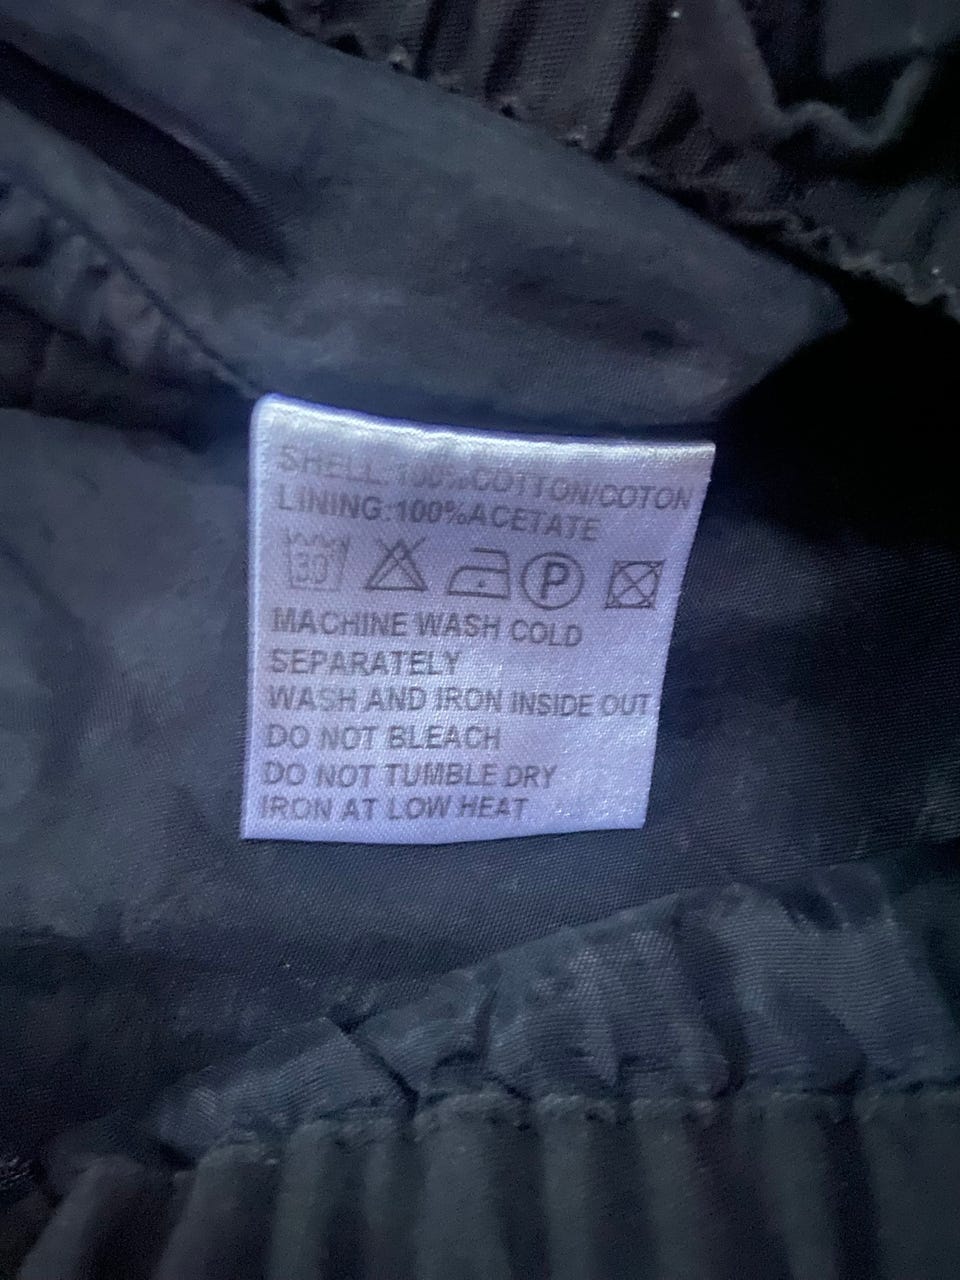 SHELL:100%COTTON/COTON
LINING:100%ACETATE
30 P
MACHINE WASH COLD
SEPARATELY
WASH AND IRON INSIDE OUT
DO NOT BLEACH
DO NOT TUMBLE DRY
IRON AT LOW HEAT